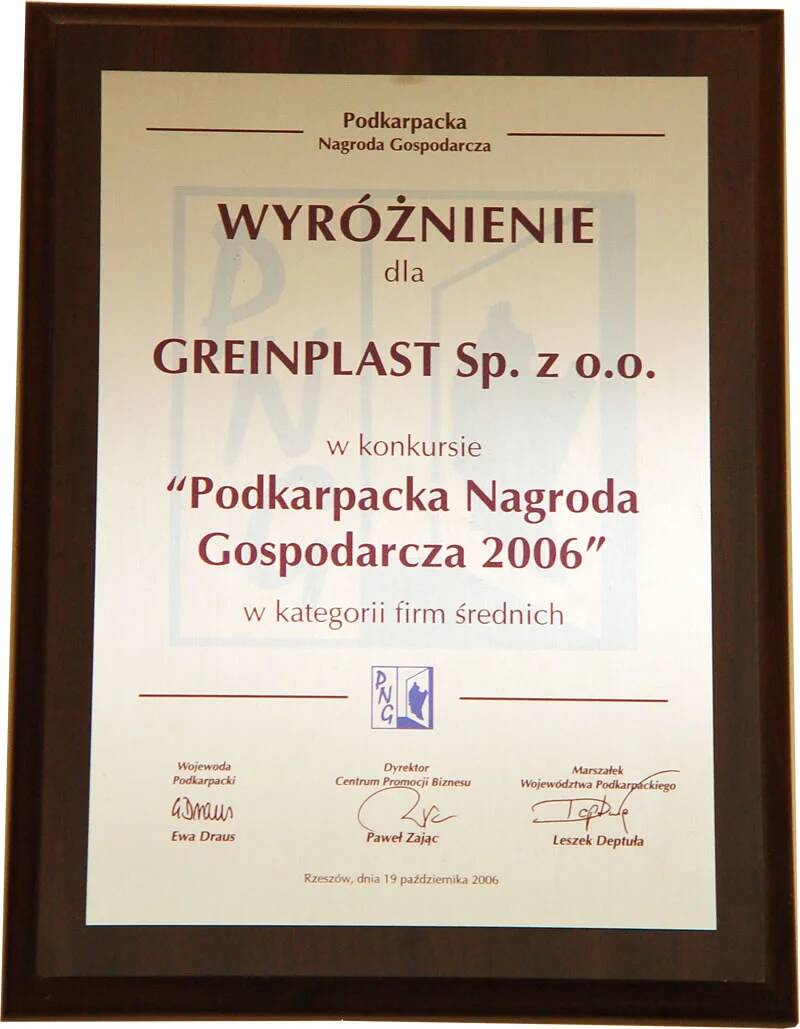 Podkarpacka
Nagroda Gospodarcza
WYRÓŻNIENIE
dla
GREINPLAST Sp. z o.o.
w konkursie
“Podkarpacka Nagroda
Gospodarcza 2006”
w kategorii firm średnich
PNG
Wojewoda
Podkarpacki
Ewa Draus
Dyrektor
Centrum Promocji Biznesu
Paweł Zając
Marszałek
Województwa Podkarpackiego
Leszek Deptuła
Rzeszów, dnia 19 października 2006